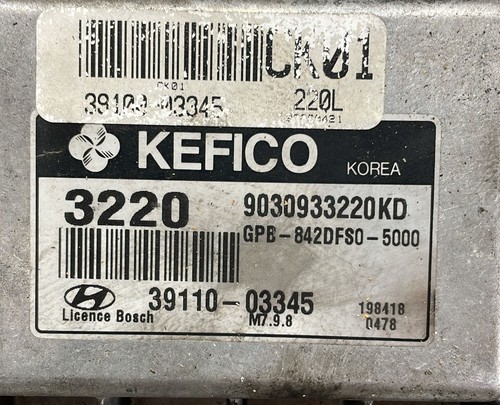 CK01
CK01
39100-03345 220L
KEFICO KOREA
3220 9030933220KD
GPB-842DFS0-5000
39110-03345 198418
Licence Bosch M7.9.8 0478